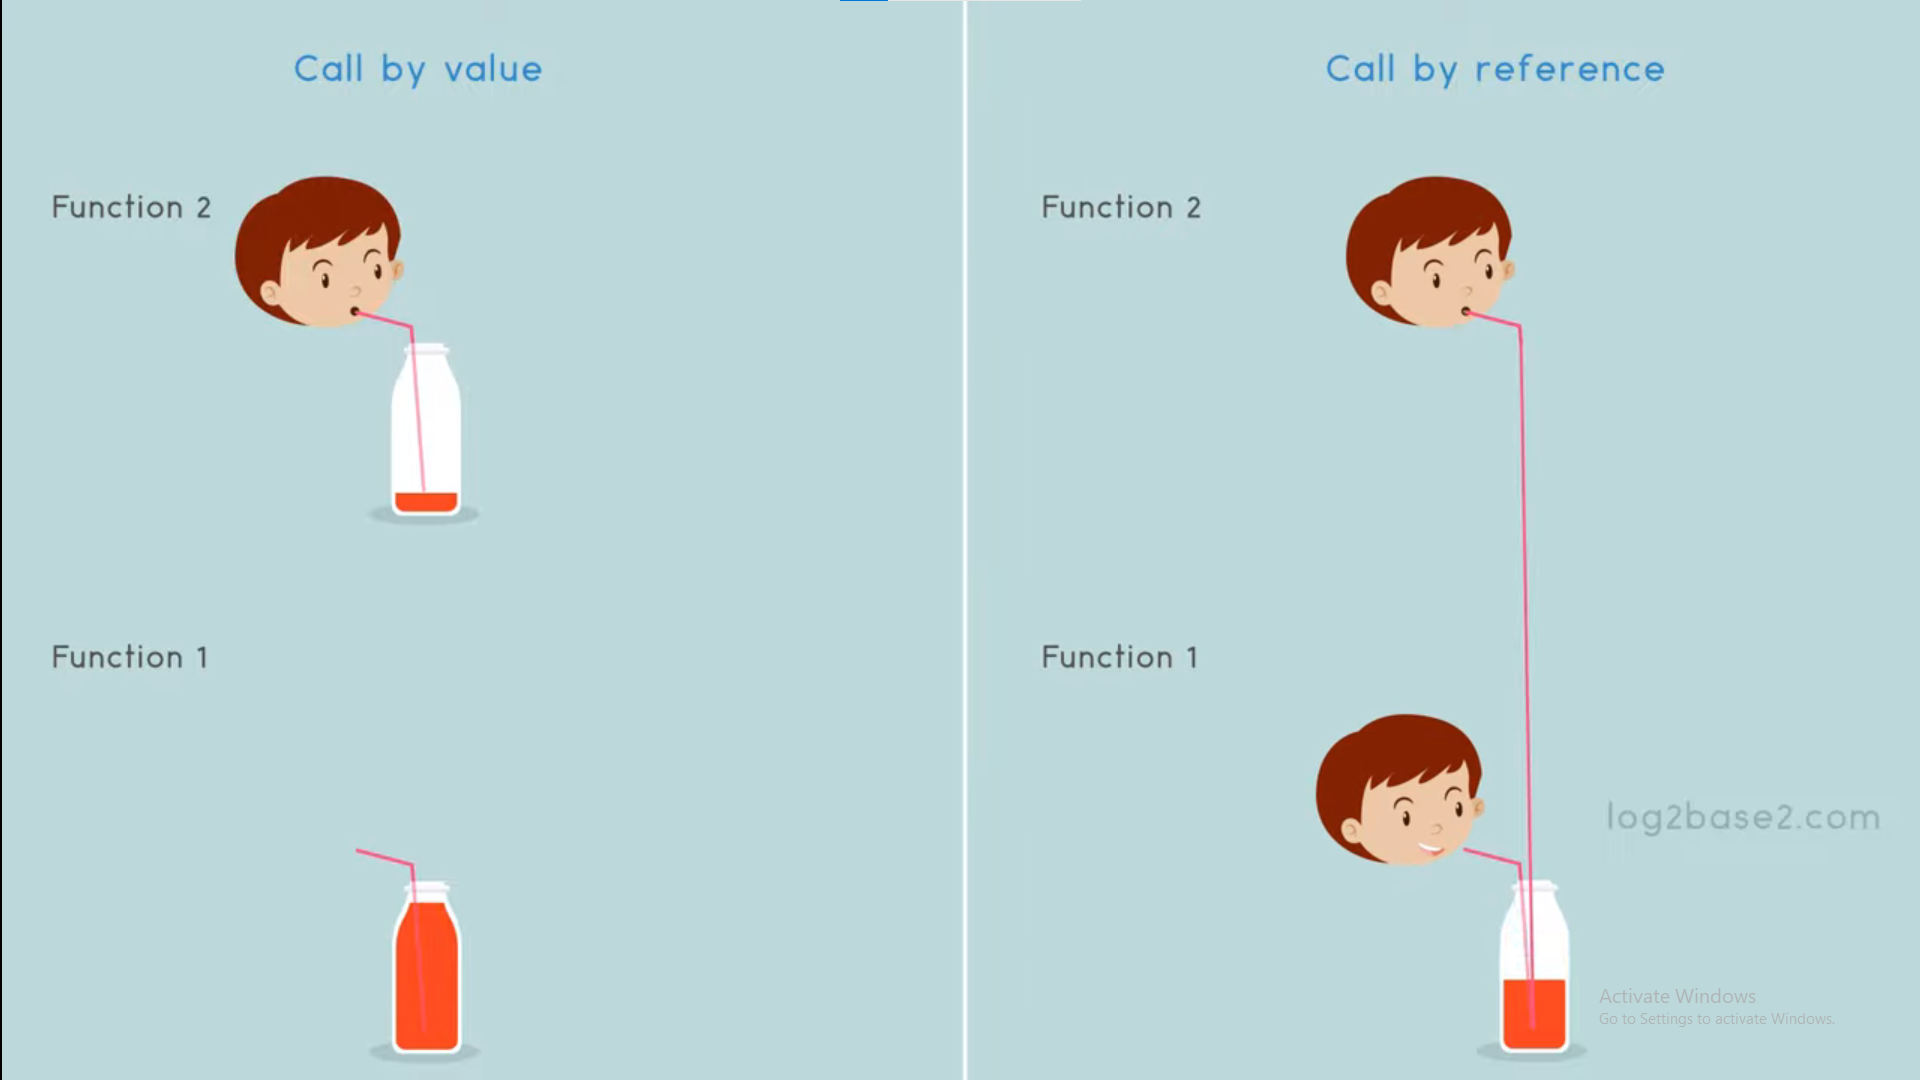 Call by value
Function 2
Function 1
Call by reference
Function 2
Function 1
log2base2.com
Activate Windows
Go to Settings to activate Windows.